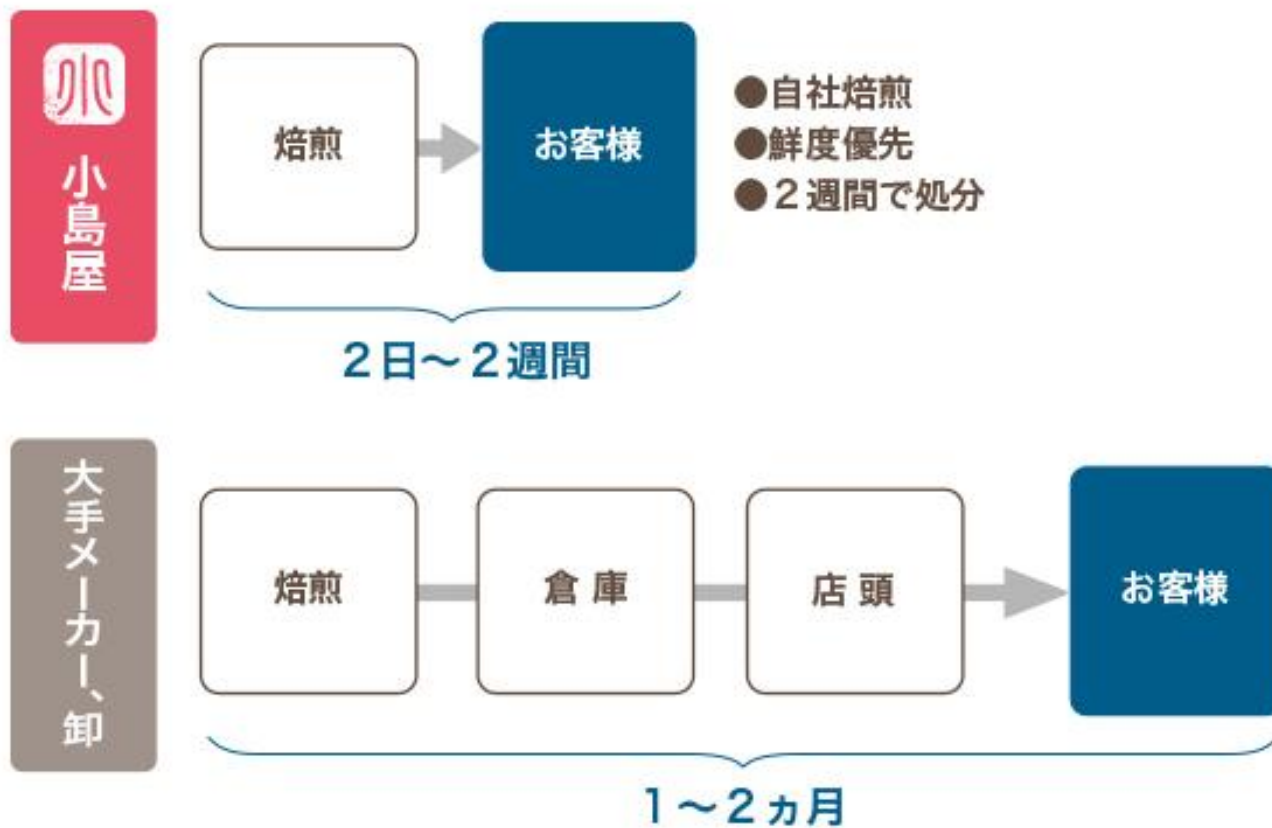 小
小島屋
焙煎
お客様
●自社焙煎
●鮮度優先
●２週間で処分
２日〜２週間
大手メーカー、卸
焙煎
倉庫
店頭
お客様
１〜２ヵ月